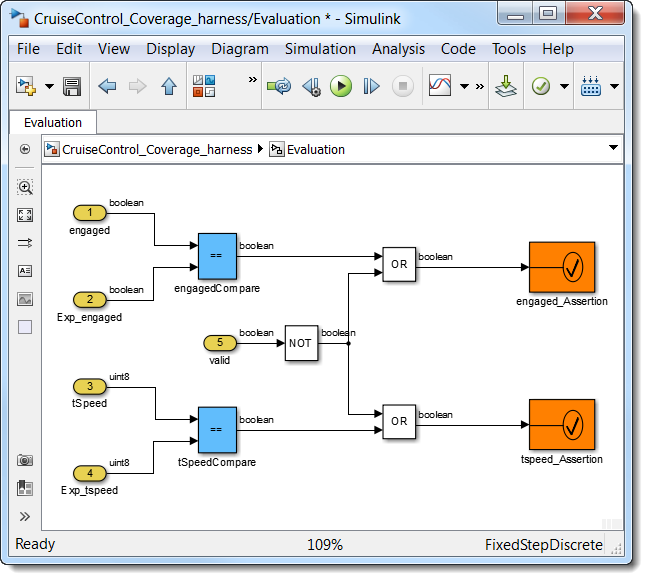 CruiseControl_Coverage_harness/Evaluation * - Simulink
File Edit View Display Diagram Simulation Analysis Code Tools Help
» »
Evaluation
CruiseControl_Coverage_harness Evaluation
1
boolean
engaged
==
boolean
engagedCompare
2
boolean
Exp_engaged
OR
boolean
engaged_Assertion
5
boolean
valid
NOT
boolean
3
uint8
tSpeed
==
boolean
tSpeedCompare
4
uint8
Exp_tspeed
OR
boolean
tspeed_Assertion
Ready 109% FixedStepDiscrete